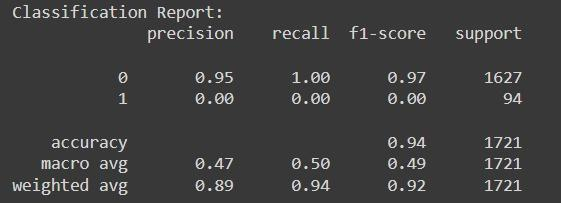 Classification Report:
precision recall f1-score support
0 0.95 1.00 0.97 1627
1 0.00 0.00 0.00 94
accuracy 0.94 1721
macro avg 0.47 0.50 0.49 1721
weighted avg 0.89 0.94 0.92 1721